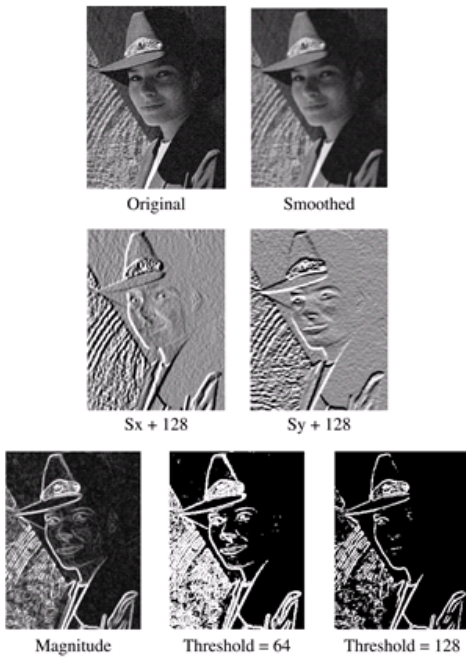 Original
Smoothed
Sx + 128
Sy + 128
Magnitude
Threshold = 64
Threshold = 128